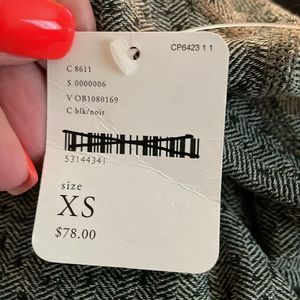 CP6423 1 1
C 8611
S 0000006
V OB1080169
C blk/noir
53144341
size
XS
$78.00